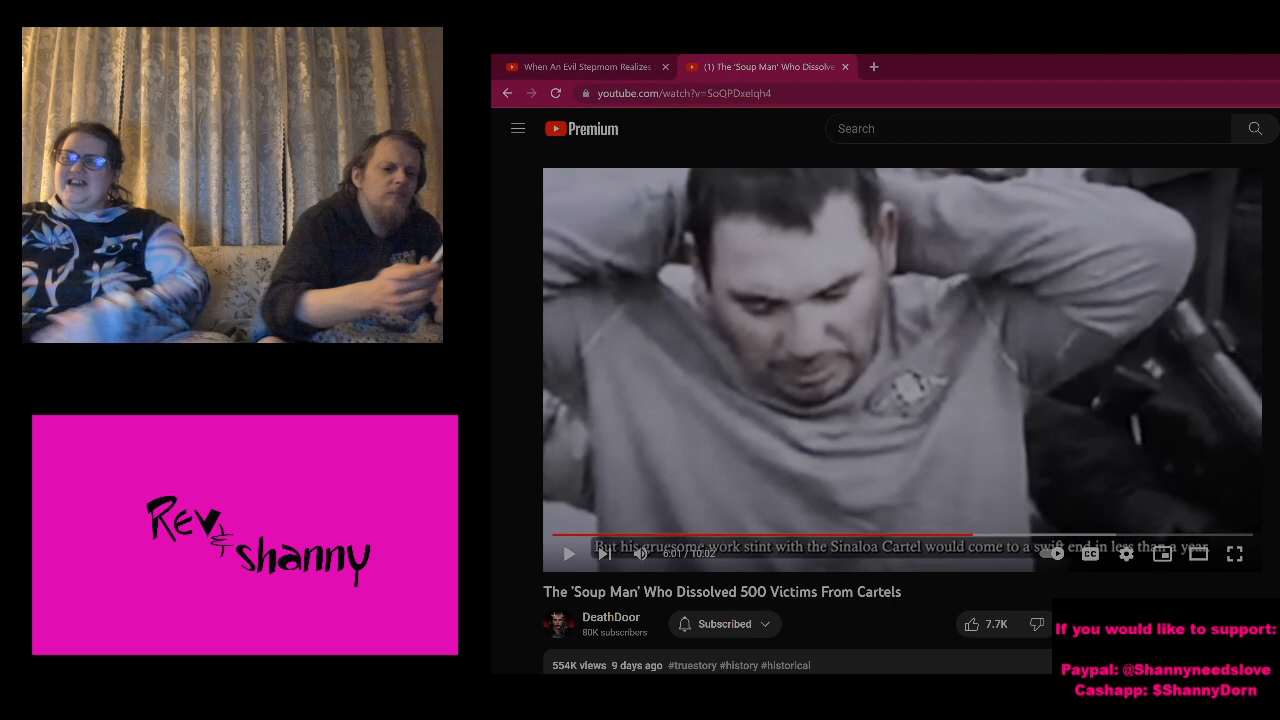 When An Evil Stepmom Realizes
(1) The 'Soup Man' Who Dissolve
youtube.com/watch?v=SoQPDxeIqh4
Premium
Search
But his gruesome work stint with the Sinaloa Cartel would come to a swift end in less than a year.
6:01 / 10:02
CC
The 'Soup Man' Who Dissolved 500 Victims From Cartels
DeathDoor
80K subscribers
Subscribed
7.7K
554K views 9 days ago #truestory #history #historical
Rev
&
Shanny
If you would like to support:
Paypal: @Shannyneedslove
Cashapp: $ShannyDorn